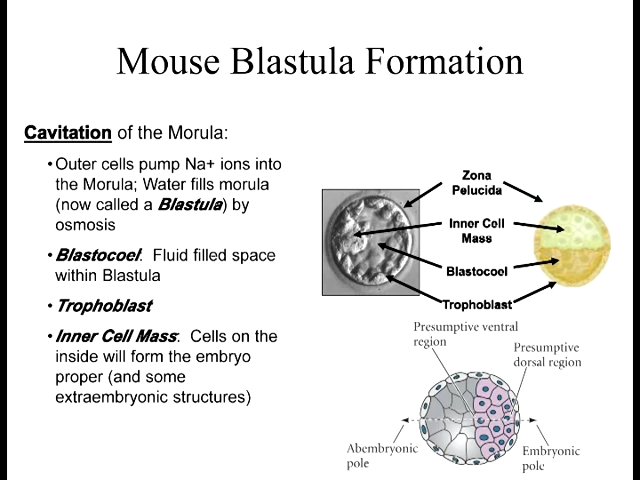 Mouse Blastula Formation
Cavitation of the Morula:
•Outer cells pump Na+ ions into
the Morula; Water fills morula
(now called a Blastula) by
osmosis
•Blastocoel: Fluid filled space
within Blastula
•Trophoblast
•Inner Cell Mass: Cells on the
inside will form the embryo
proper (and some
extraembryonic structures)
Zona
Pelucida
Inner Cell
Mass
Blastocoel
Trophoblast
Presumptive ventral
region
Presumptive
dorsal region
Abembryonic
pole
Embryonic
pole